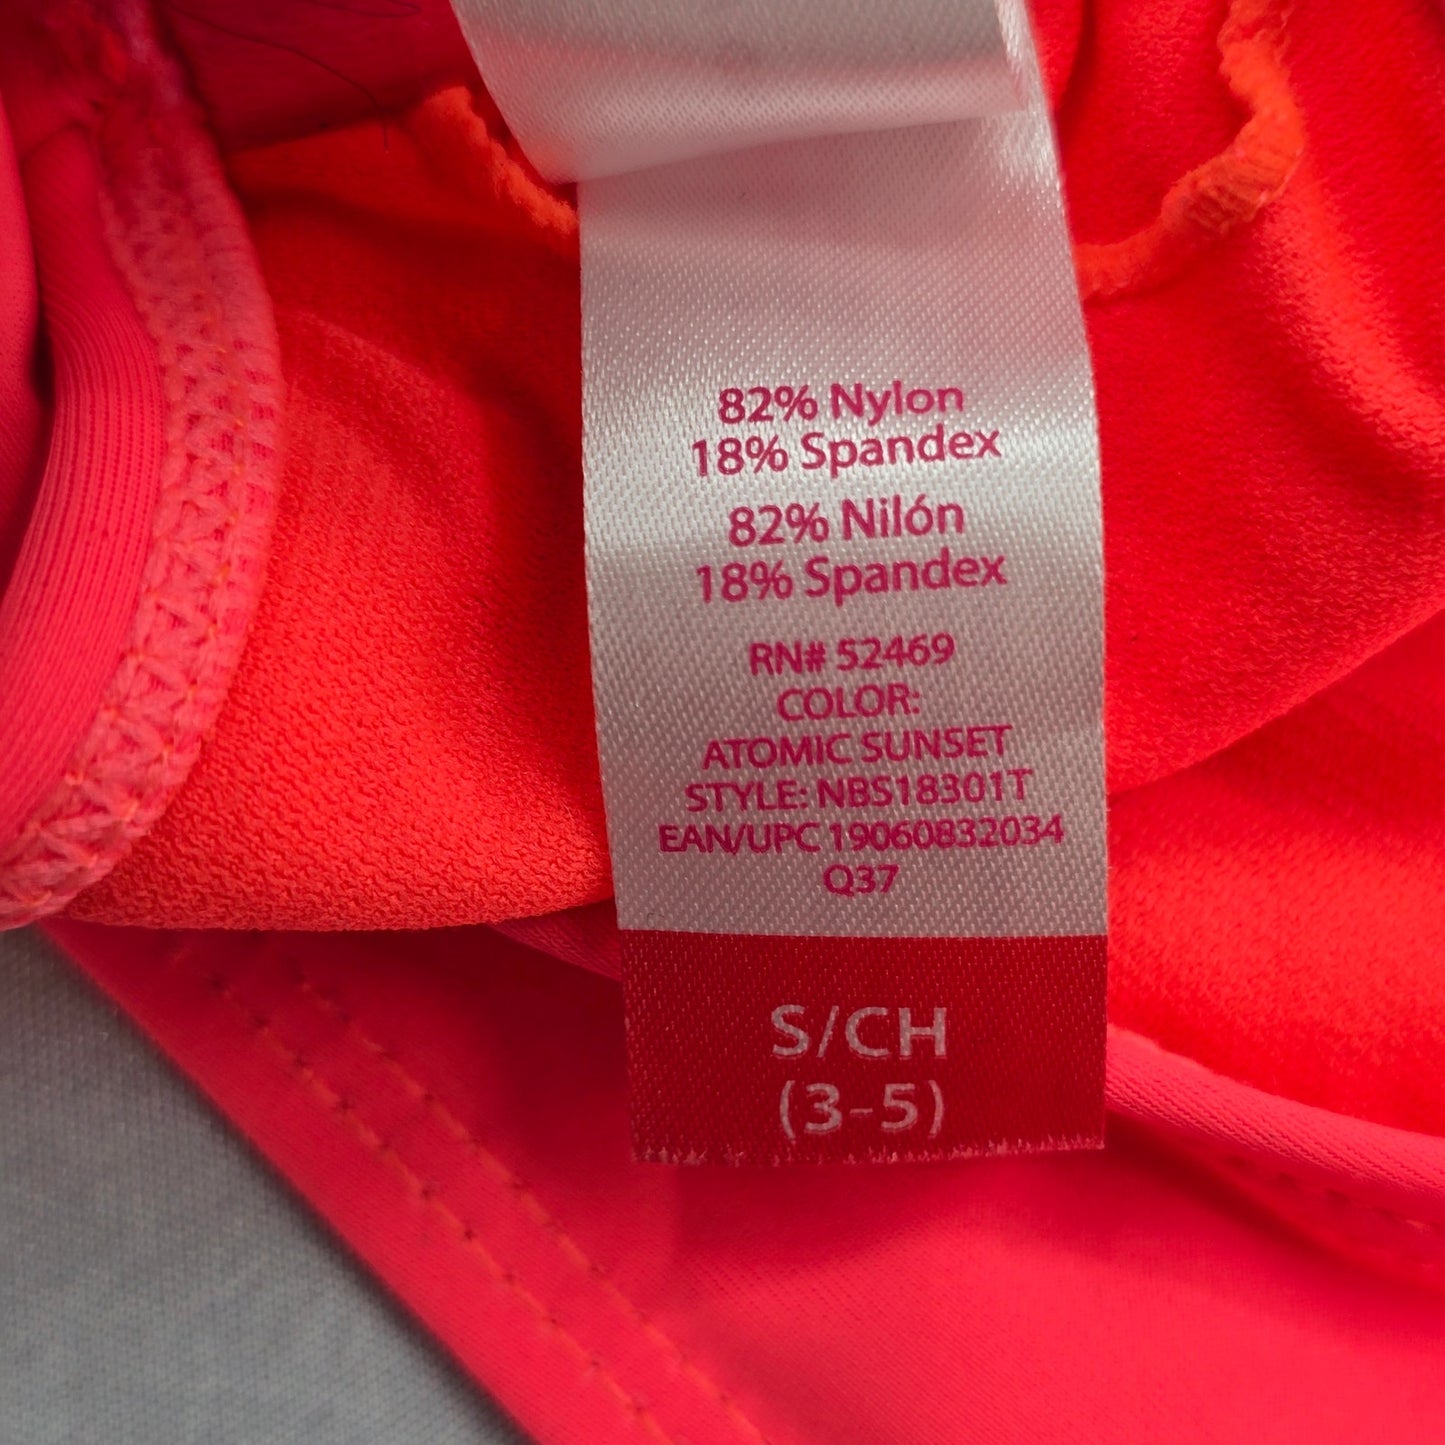 82% Nylon
18% Spandex
82% Nilón
18% Spandex
RN# 52469
COLOR:
ATOMIC SUNSET
STYLE: NBS18301T
EAN/UPC 19060832034
Q37
S/CH
(3-5)